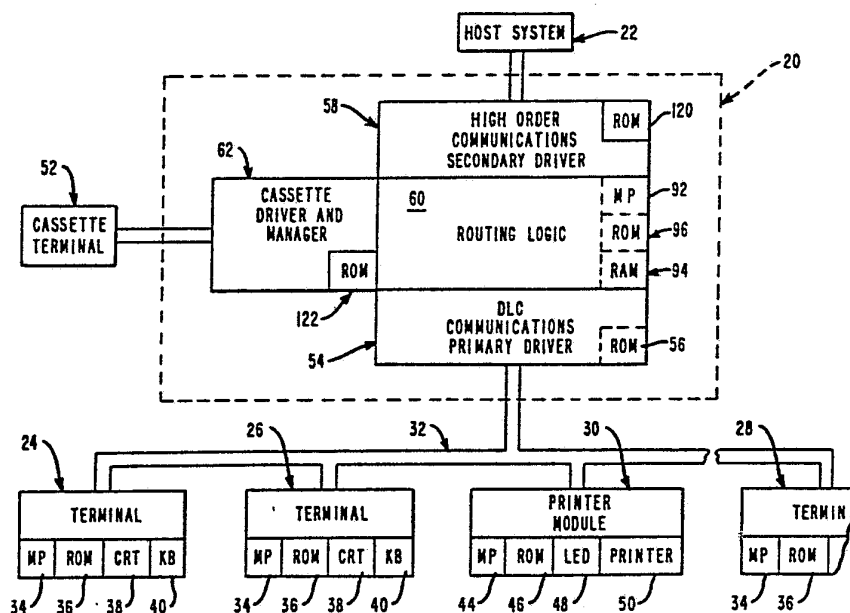 HOST SYSTEM
22
20
58
HIGH ORDER
COMMUNICATIONS
SECONDARY DRIVER
ROM
120
62
52
CASSETTE
TERMINAL
CASSETTE
DRIVER AND
MANAGER
ROM
122
60
ROUTING LOGIC
MP
92
ROM
96
RAM
94
54
DLC
COMMUNICATIONS
PRIMARY DRIVER
ROM
56
24
26
32
30
28
TERMINAL
MP ROM CRT KB
34 36 38 40
TERMINAL
MP ROM CRT KB
34 36 38 40
PRINTER
MODULE
MP ROM LED PRINTER
44 46 48 50
TERMIN
MP ROM
34 36